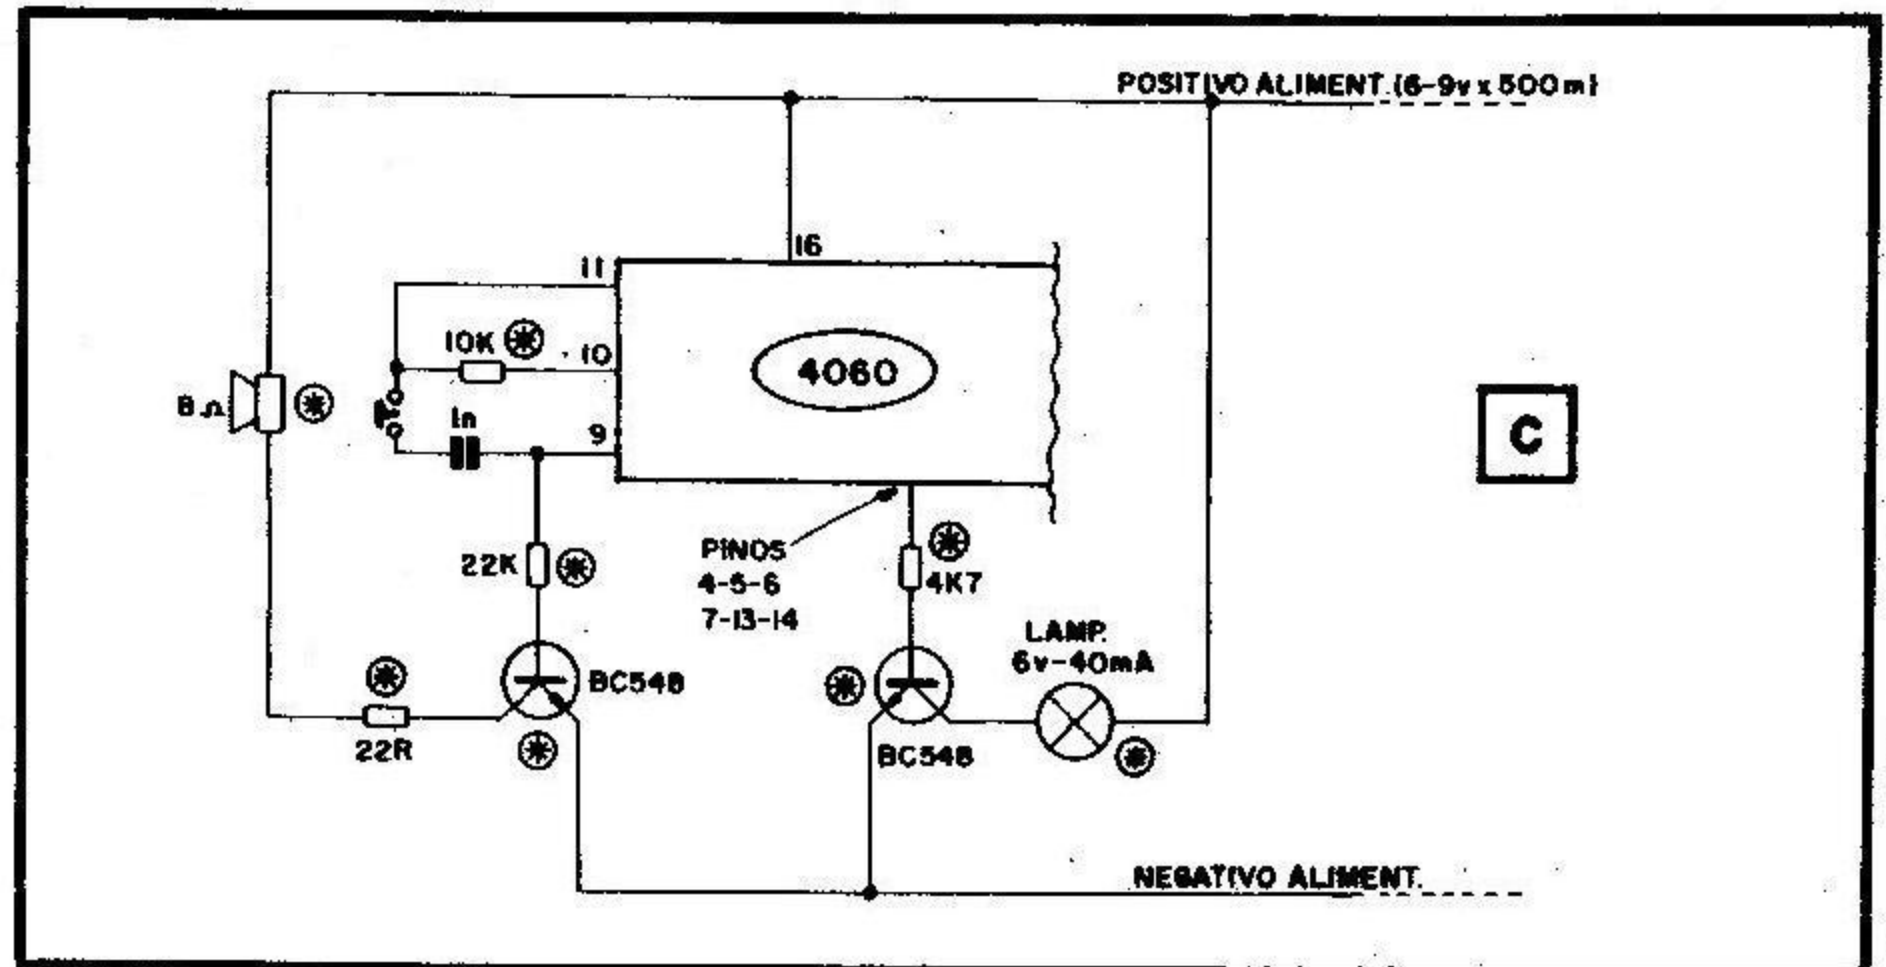 POSITIVO ALIMENT. (6-9v x 500m)
16
11
10K
10
4060
8Ω
1n
9
C
22K
PINOS
4-5-6
7-13-14
4K7
LAMP.
6v-40mA
BC548
22R
BC548
NEGATIVO ALIMENT.